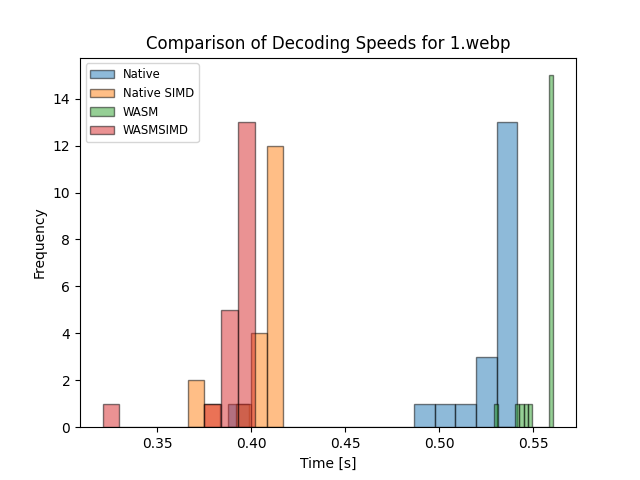 Comparison of Decoding Speeds for 1.webp
Native
Native SIMD
WASM
WASMSIMD
14
12
10
8
6
4
2
0
Frequency
0.35 0.40 0.45 0.50 0.55
Time [s]